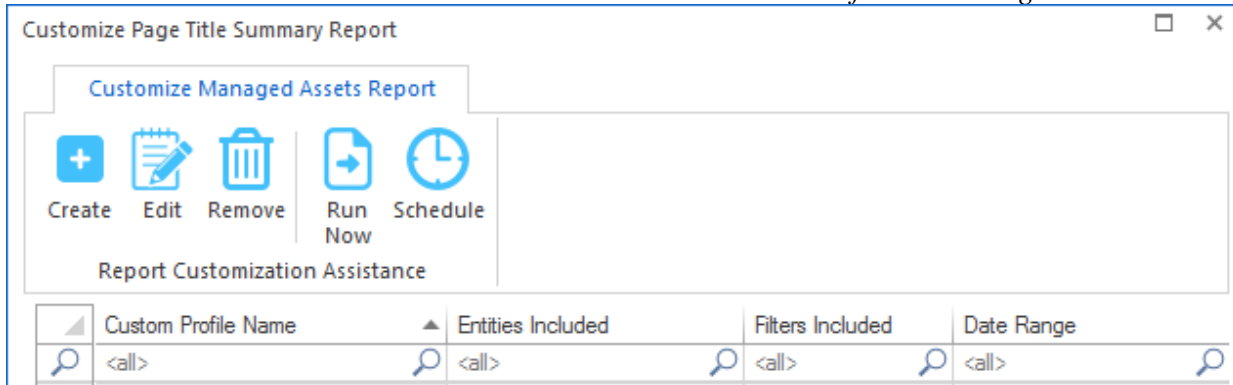 Customize Page Title Summary Report
Customize Managed Assets Report
Create Edit Remove Run Now Schedule
Report Customization Assistance
Custom Profile Name Entities Included Filters Included Date Range
<all> <all> <all> <all>